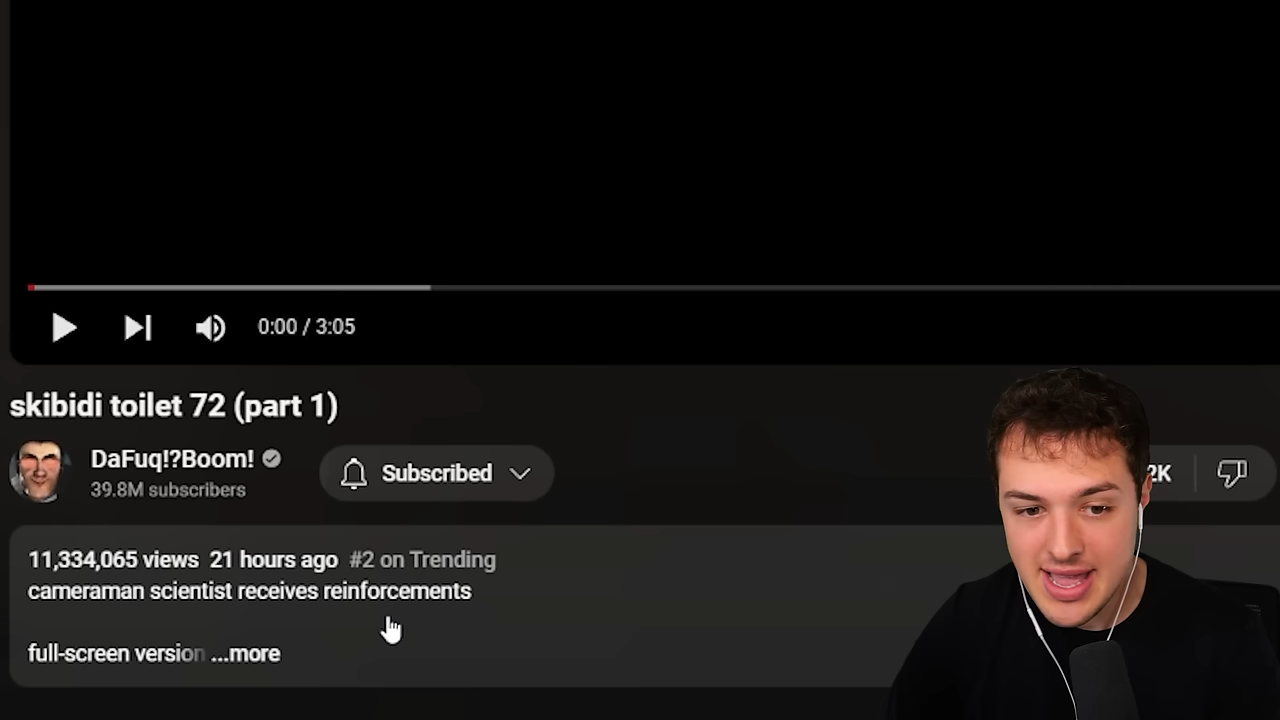 0:00 / 3:05
skibidi toilet 72 (part 1)
DaFuq!?Boom!
39.8M subscribers
Subscribed
2K
11,334,065 views 21 hours ago #2 on Trending
cameraman scientist receives reinforcements
full-screen version ...more